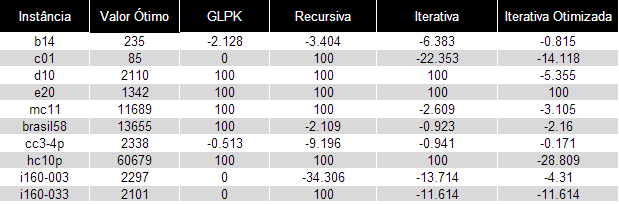 Instância Valor Ótimo GLPK Recursiva Iterativa Iterativa Otimizada
b14 235 -2.128 -3.404 -6.383 -0.815
c01 85 0 100 -22.353 -14.118
d10 2110 100 100 100 -5.355
e20 1342 100 100 100 100
mc11 11689 100 100 -2.609 -3.105
brasil58 13655 100 -2.109 -0.923 -2.16
cc3-4p 2338 -0.513 -9.196 -0.941 -0.171
hc10p 60679 100 100 100 -28.809
i160-003 2297 0 -34.306 -13.714 -4.31
i160-033 2101 0 100 -11.614 -11.614